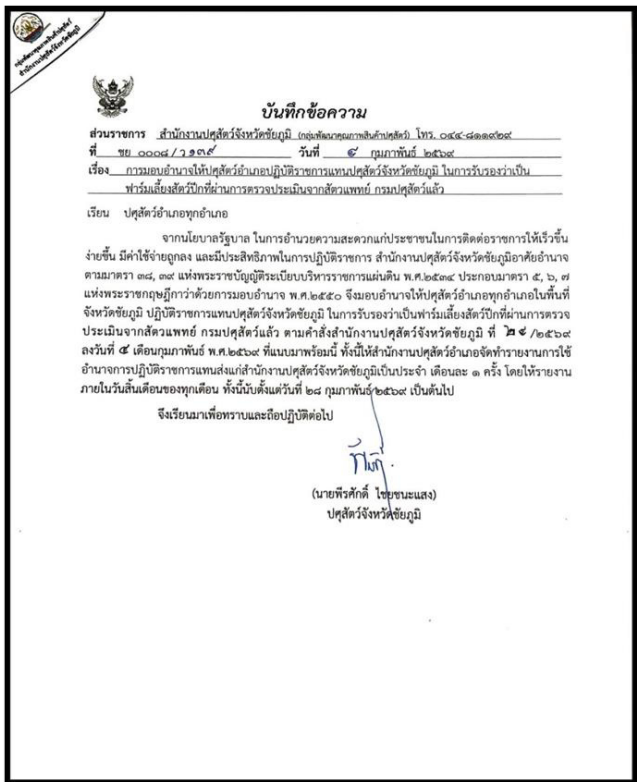 กลุ่มพัฒนาคุณภาพสินค้าปศุสัตว์
สำนักงานปศุสัตว์จังหวัดชัยภูมิ
บันทึกข้อความ
ส่วนราชการ สำนักงานปศุสัตว์จังหวัดชัยภูมิ (กลุ่มพัฒนาคุณภาพสินค้าปศุสัตว์) โทร. ๐๔๔-๘๑๑๙๒๙
ที่ ชย ๐๐๐๘/ว๑๓๙ วันที่ ๔ กุมภาพันธ์ ๒๕๖๙
เรื่อง การมอบอำนาจให้ปศุสัตว์อำเภอปฏิบัติราชการแทนปศุสัตว์จังหวัดชัยภูมิ ในการรับรองว่าเป็น
ฟาร์มเลี้ยงสัตว์ปีกที่ผ่านการตรวจประเมินจากสัตวแพทย์ กรมปศุสัตว์แล้ว
เรียน ปศุสัตว์อำเภอทุกอำเภอ
จากนโยบายรัฐบาล ในการอำนวยความสะดวกแก่ประชาชนในการติดต่อราชการให้เร็วขึ้น
ง่ายขึ้น มีค่าใช้จ่ายถูกลง และมีประสิทธิภาพในการปฏิบัติราชการ สำนักงานปศุสัตว์จังหวัดชัยภูมิอาศัยอำนาจ
ตามมาตรา ๓๘, ๓๙ แห่งพระราชบัญญัติระเบียบบริหารราชการแผ่นดิน พ.ศ.๒๕๓๔ ประกอบมาตรา ๕, ๖, ๗
แห่งพระราชกฤษฎีกาว่าด้วยการมอบอำนาจ พ.ศ.๒๕๕๐ จึงมอบอำนาจให้ปศุสัตว์อำเภอทุกอำเภอในพื้นที่
จังหวัดชัยภูมิ ปฏิบัติราชการแทนปศุสัตว์จังหวัดชัยภูมิ ในการรับรองว่าเป็นฟาร์มเลี้ยงสัตว์ปีกที่ผ่านการตรวจ
ประเมินจากสัตวแพทย์ กรมปศุสัตว์แล้ว ตามคำสั่งสำนักงานปศุสัตว์จังหวัดชัยภูมิ ที่ ๒๔/๒๕๖๙
ลงวันที่ ๔ เดือนกุมภาพันธ์ พ.ศ.๒๕๖๙ ที่แนบมาพร้อมนี้ ทั้งนี้ให้สำนักงานปศุสัตว์อำเภอจัดทำรายงานการใช้
อำนาจการปฏิบัติราชการแทนส่งแก่สำนักงานปศุสัตว์จังหวัดชัยภูมิเป็นประจำ เดือนละ ๑ ครั้ง โดยให้รายงาน
ภายในวันสิ้นเดือนของทุกเดือน ทั้งนี้นับตั้งแต่วันที่ ๒๘ กุมภาพันธ์ ๒๕๖๙ เป็นต้นไป
จึงเรียนมาเพื่อทราบและถือปฏิบัติต่อไป
(นายพีรศักดิ์ ไชยชนะแสง)
ปศุสัตว์จังหวัดชัยภูมิ